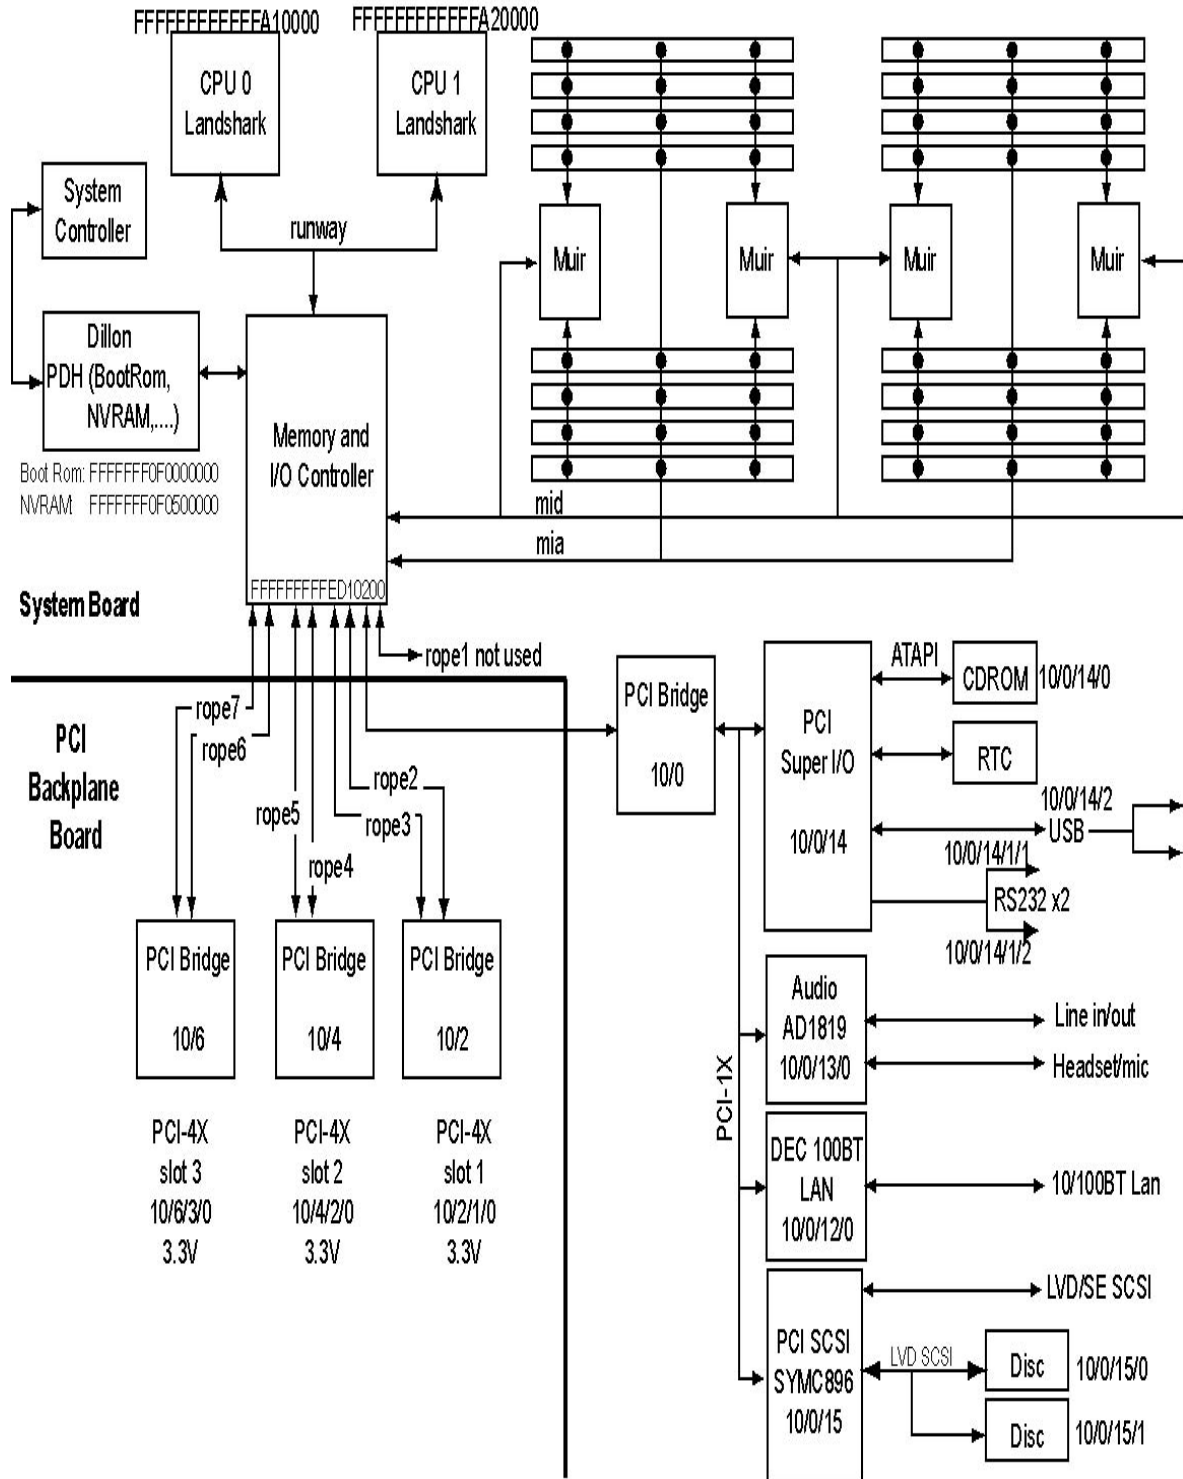 FFFFFFFFFFFFA10000
FFFFFFFFFFFFA20000
CPU 0
Landshark
CPU 1
Landshark
System
Controller
runway
Muir
Muir
Muir
Muir
Dillon
PDH (BootRom,
NVRAM,....)
Boot Rom: FFFFFFF0F0000000
NVRAM: FFFFFFF0F0500000
Memory and
I/O Controller
FFFFFFFFFFED10200
mid
mia
System Board
rope1 not used
PCI
Backplane
Board
rope7
rope6
rope5
rope4
rope2
rope3
PCI Bridge
10/6
PCI Bridge
10/4
PCI Bridge
10/2
PCI-4X
slot 3
10/6/3/0
3.3V
PCI-4X
slot 2
10/4/2/0
3.3V
PCI-4X
slot 1
10/2/1/0
3.3V
PCI Bridge
10/0
PCI
Super I/O
10/0/14
ATAPI
CDROM
10/0/14/0
RTC
10/0/14/2
USB
10/0/14/1/1
RS232 x2
10/0/14/1/2
PCI-1X
Audio
AD1819
10/0/13/0
Line in/out
Headset/mic
DEC 100BT
LAN
10/0/12/0
10/100BT Lan
PCI SCSI
SYMC896
10/0/15
LVD/SE SCSI
LVD SCSI
Disc
10/0/15/0
Disc
10/0/15/1